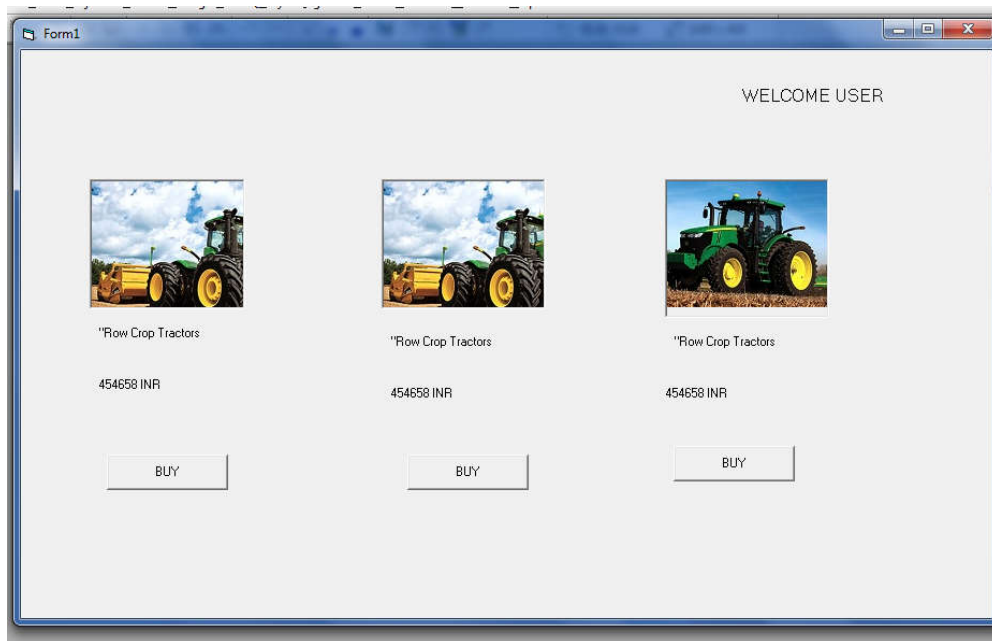 Form1
WELCOME USER
"Row Crop Tractors
"Row Crop Tractors
"Row Crop Tractors
454658 INR
454658 INR
454658 INR
BUY
BUY
BUY